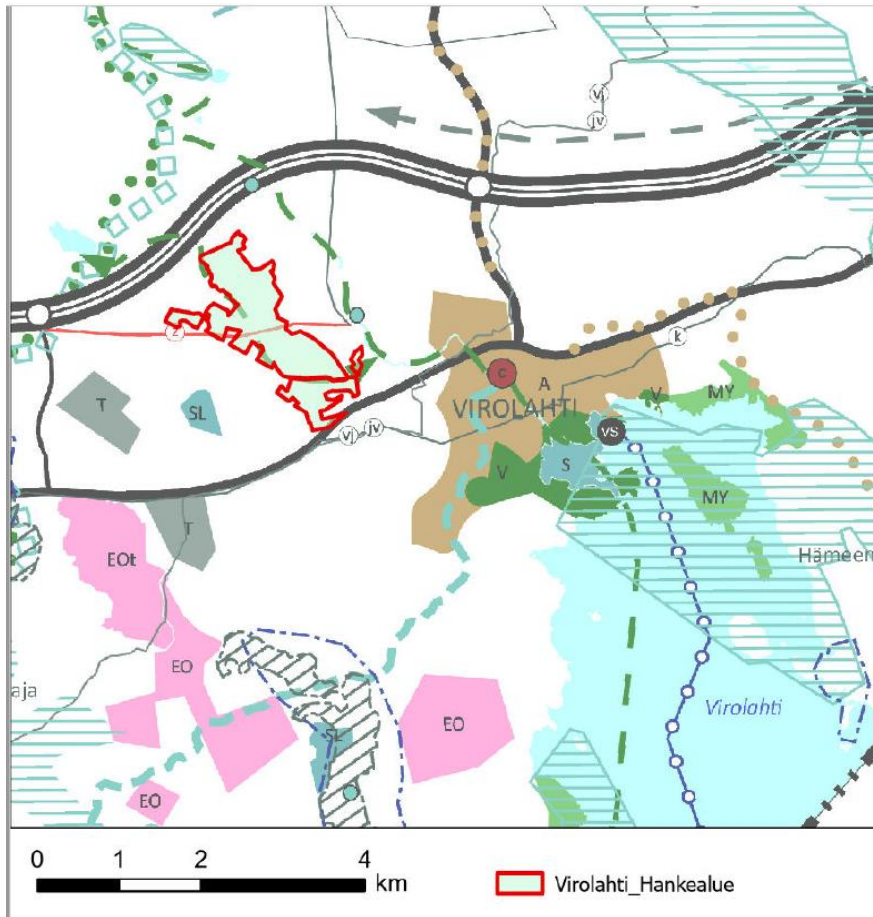 vj
jv
z
c
k
A
T
SL
VIROLAHTI
V
MY
vj
jv
vs
V
S
MY
T
EOt
Hämeen
EO
aja
Virolahti
EO
SL
EO
0 1 2 4
km
Virolahti_Hankealue